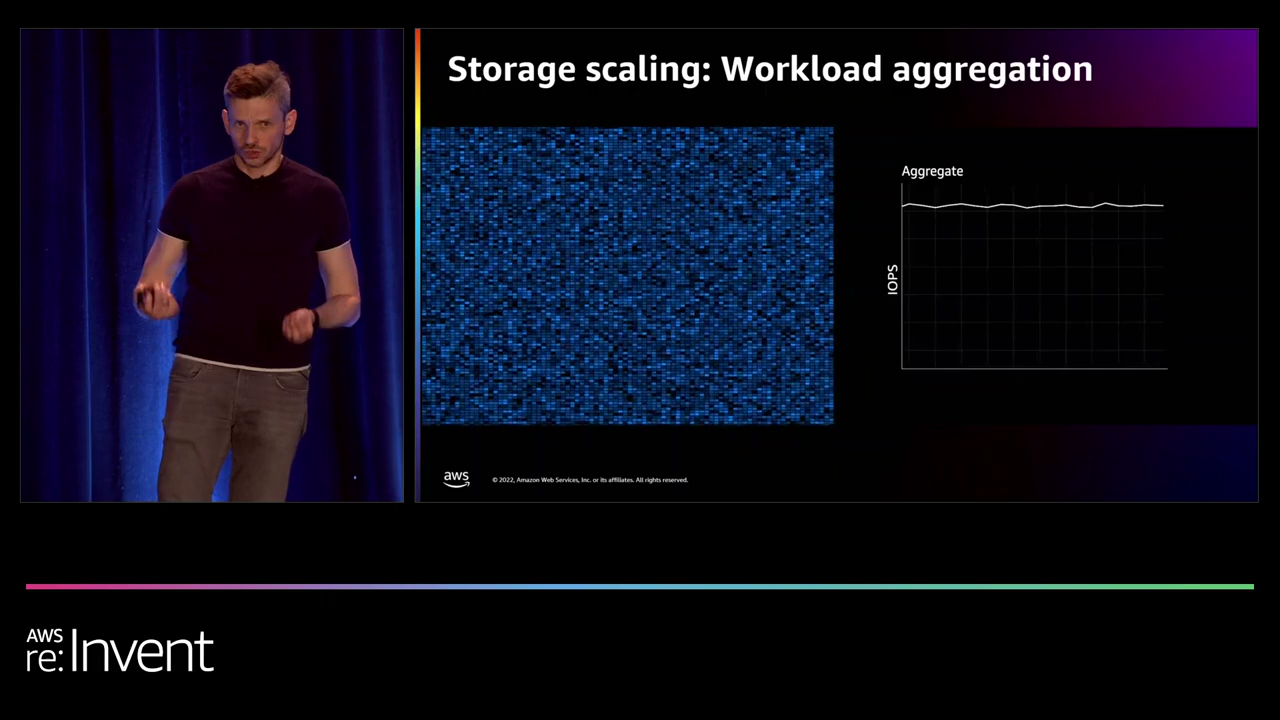 Storage scaling: Workload aggregation
Aggregate
IOPS
aws
© 2022, Amazon Web Services, Inc. or its affiliates. All rights reserved.
AWS
re:Invent